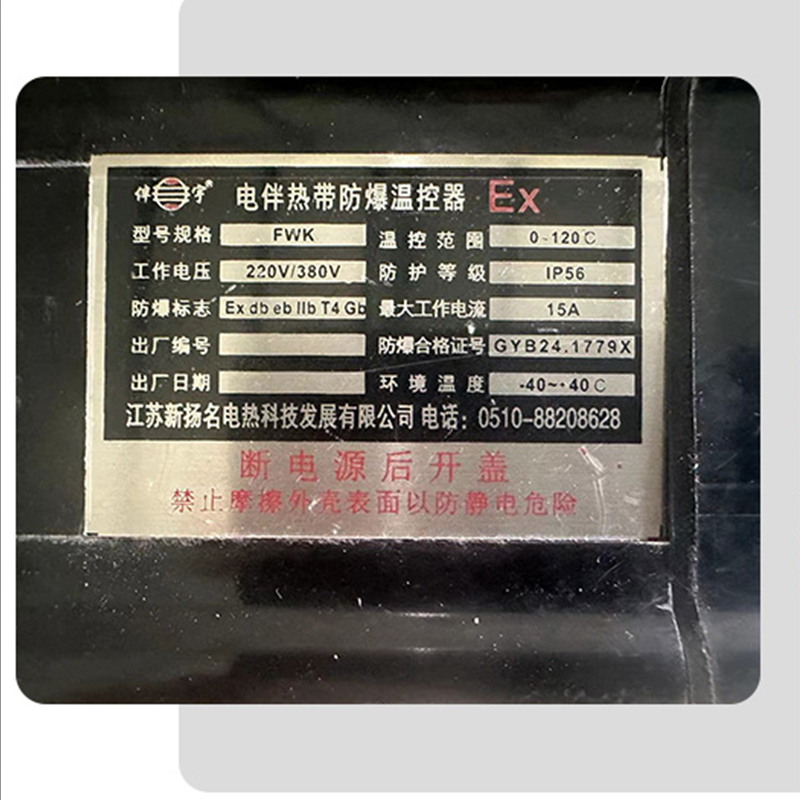 伴宇® 电伴热带防爆温控器 Ex
型号规格 FWK 温控范围 0~120℃
工作电压 220V/380V 防护等级 IP56
防爆标志 Ex db eb IIb T4 Gb 最大工作电流 15A
出厂编号 防爆合格证号 GYB24.1779X
出厂日期 环境温度 -40~+40℃
江苏新扬名电热科技发展有限公司 电话：0510-88208628
断电源后开盖
禁止摩擦外壳表面以防静电危险